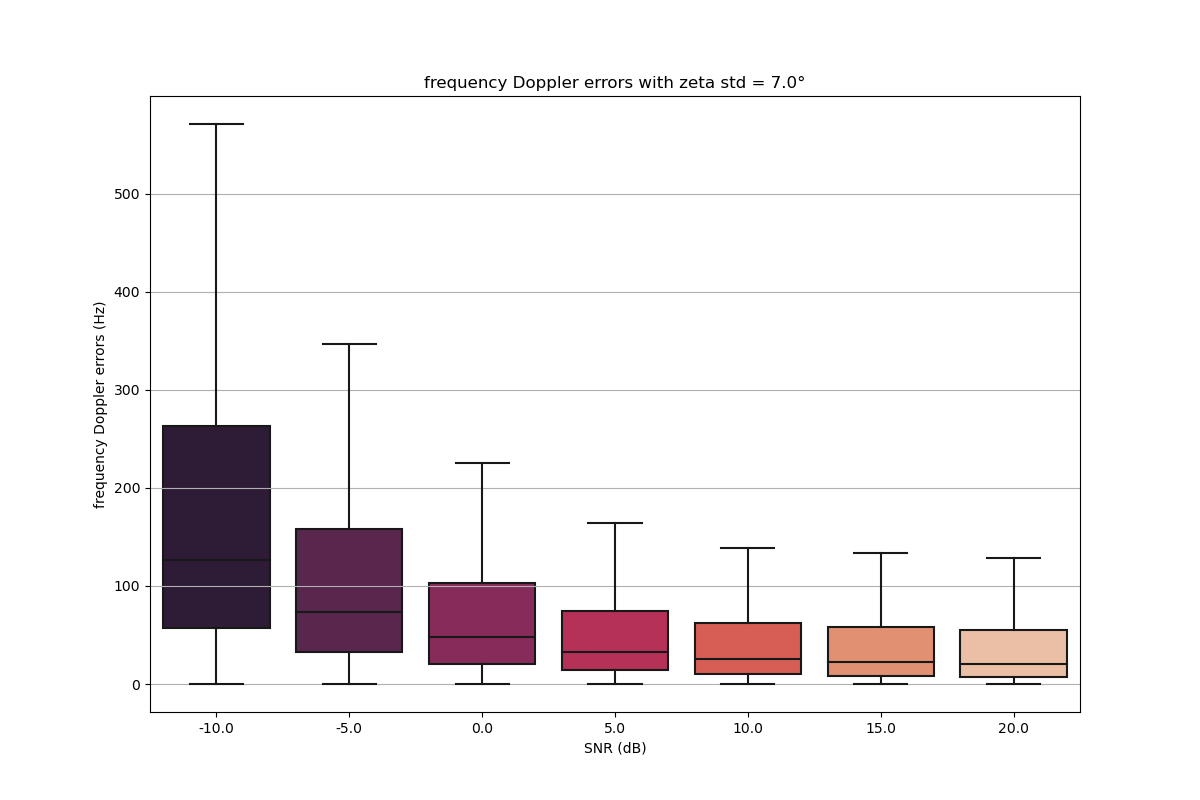 frequency Doppler errors with zeta std = 7.0°
500
400
300
200
100
0
frequency Doppler errors (Hz)
-10.0 -5.0 0.0 5.0 10.0 15.0 20.0
SNR (dB)